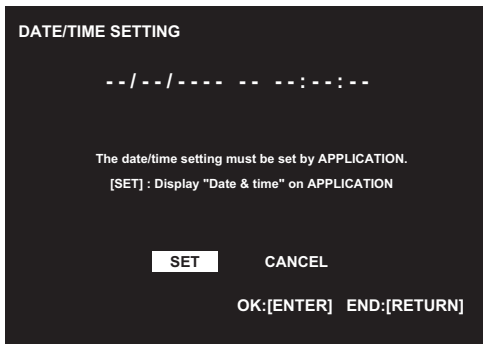 DATE/TIME SETTING
--/--/---- -- --:--:--
The date/time setting must be set by APPLICATION.
[SET] : Display "Date & time" on APPLICATION
SET CANCEL
OK:[ENTER] END:[RETURN]